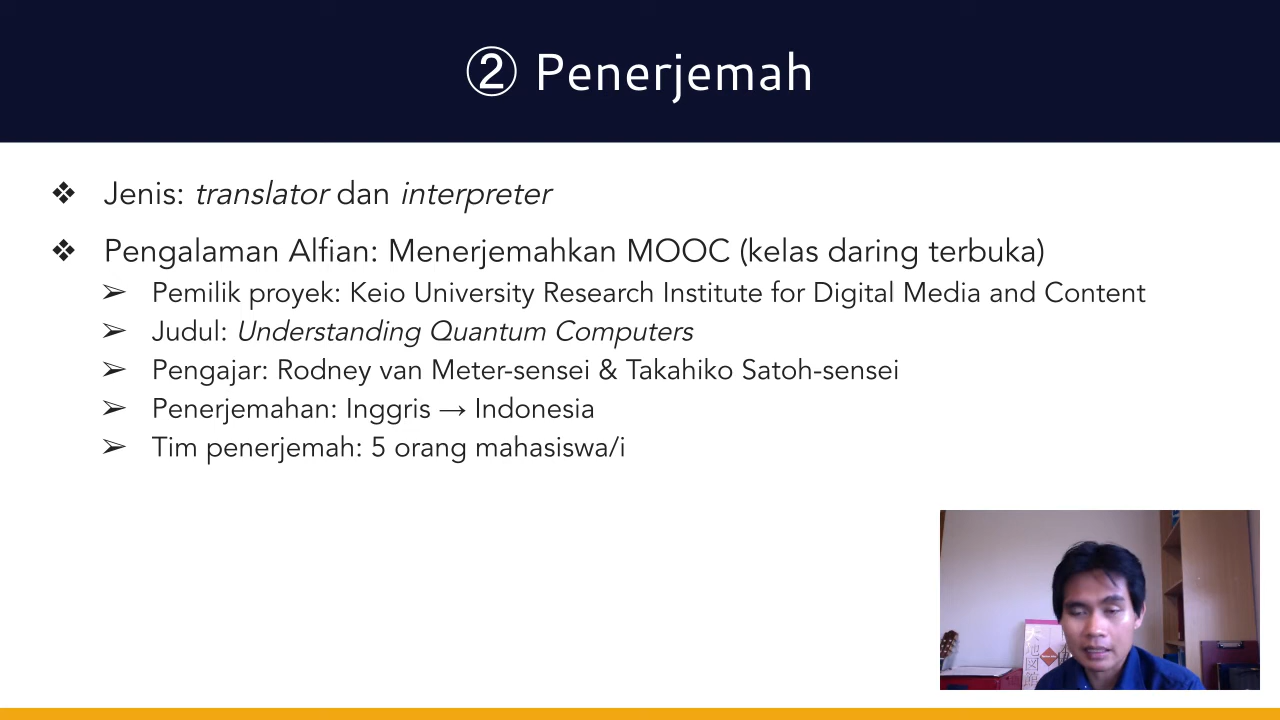 ② Penerjemah
❖ Jenis: translator dan interpreter
❖ Pengalaman Alfian: Menerjemahkan MOOC (kelas daring terbuka)
➢ Pemilik proyek: Keio University Research Institute for Digital Media and Content
➢ Judul: Understanding Quantum Computers
➢ Pengajar: Rodney van Meter-sensei & Takahiko Satoh-sensei
➢ Penerjemahan: Inggris → Indonesia
➢ Tim penerjemah: 5 orang mahasiswa/i